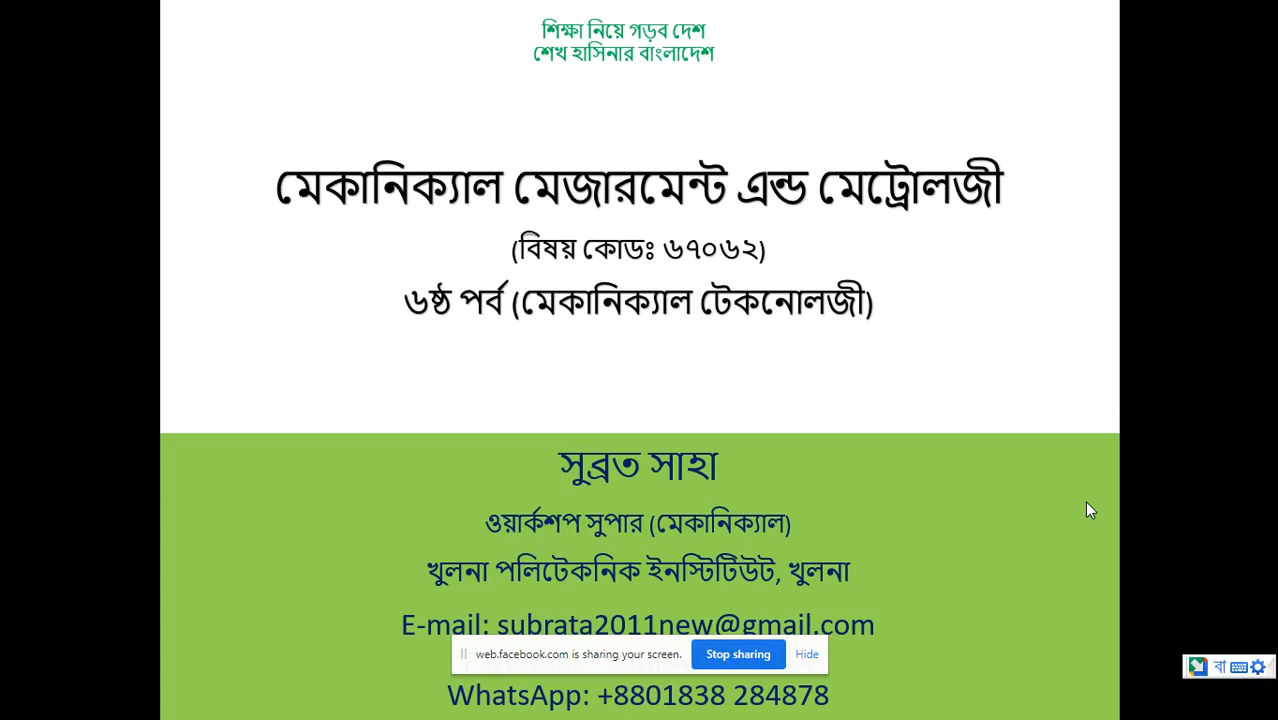 শিক্ষা নিয়ে গড়ব দেশ
শেখ হাসিনার বাংলাদেশ
মেকানিক্যাল মেজারমেন্ট এন্ড মেট্রোলজী
(বিষয় কোডঃ ৬৭০৬২)
৬ষ্ঠ পর্ব (মেকানিক্যাল টেকনোলজী)
সুব্রত সাহা
ওয়ার্কশপ সুপার (মেকানিক্যাল)
খুলনা পলিটেকনিক ইনস্টিটিউট, খুলনা
E-mail: subrata2011new@gmail.com
web.facebook.com is sharing your screen. Stop sharing Hide
বা
WhatsApp: +8801838 284878